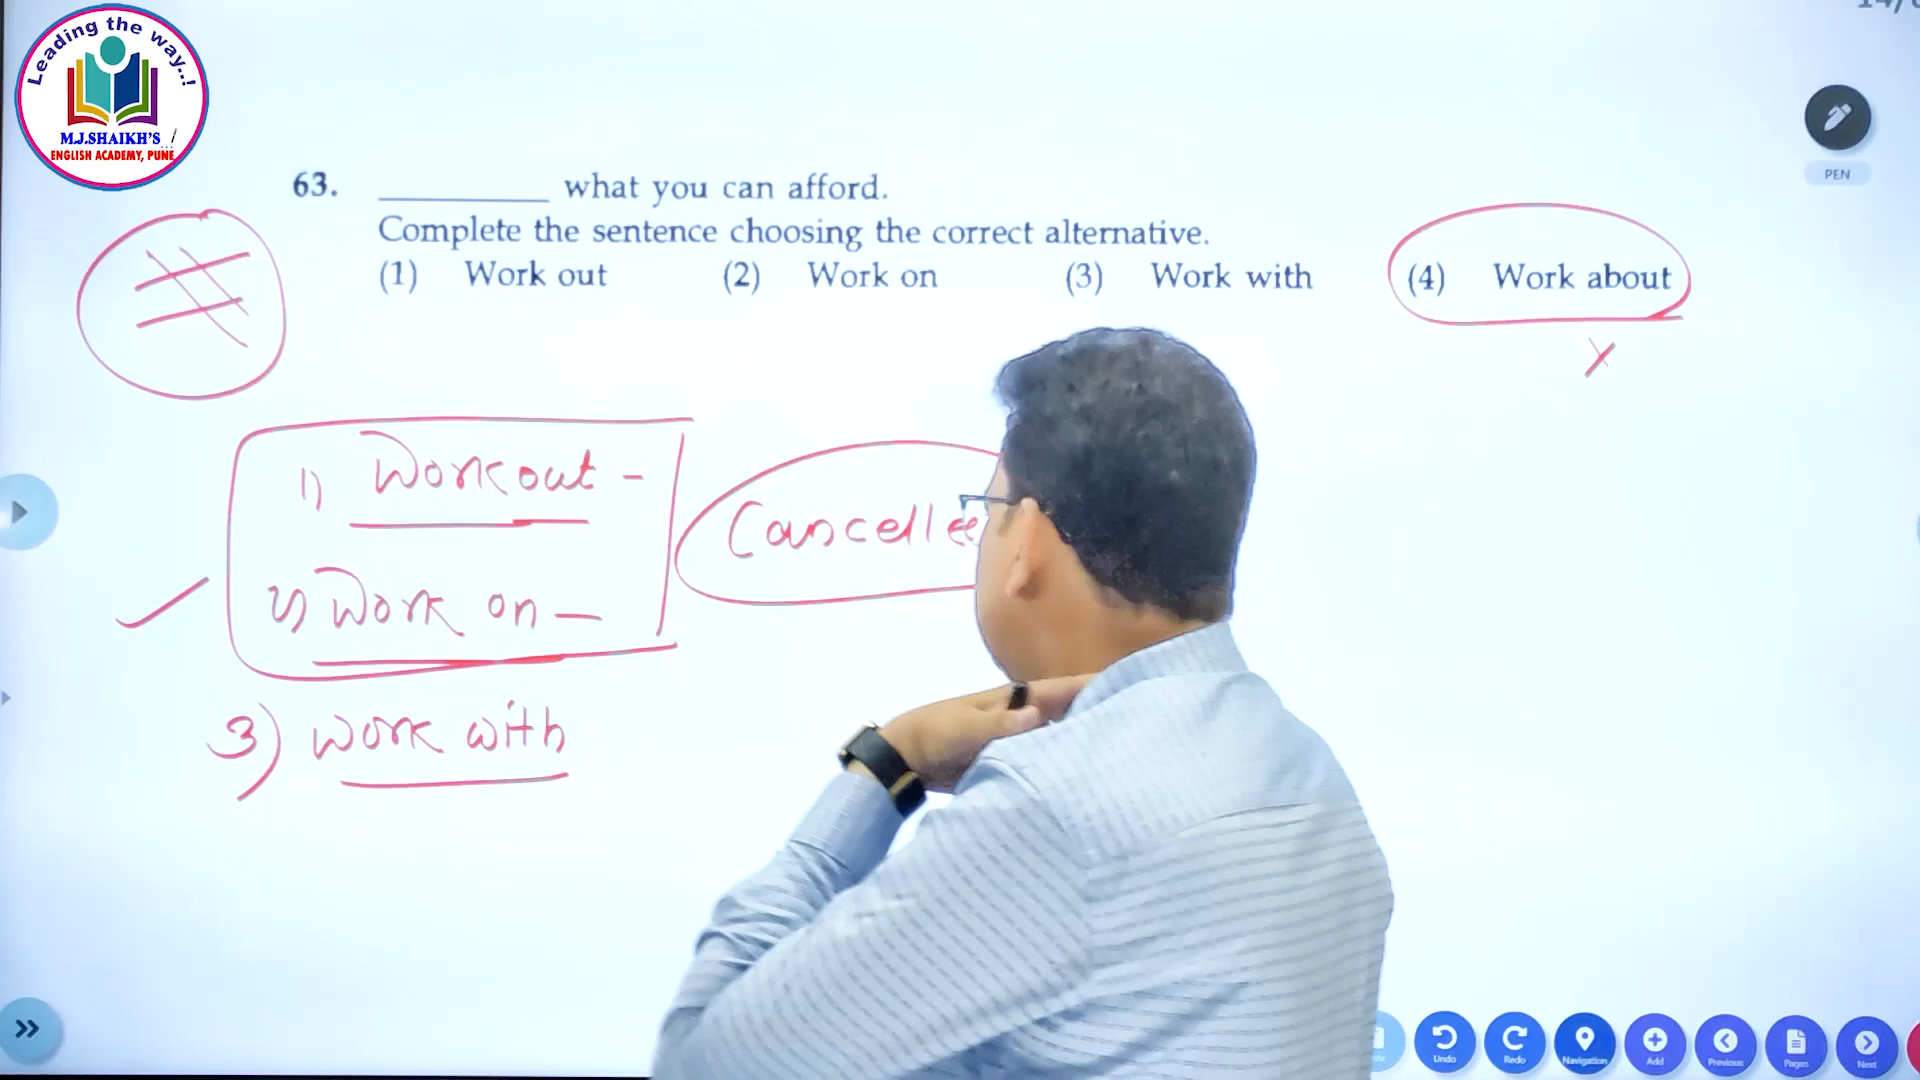 Leading the way..!
M.J.SHAIKH'S
ENGLISH ACADEMY, PUNE
PEN
63. __________ what you can afford.
Complete the sentence choosing the correct alternative.
(1) Work out (2) Work on (3) Work with (4) Work about
1) Workout -
Cancelle
2) Work on -
3) Work with
Undo Redo Navigation Add Previous Pages Next